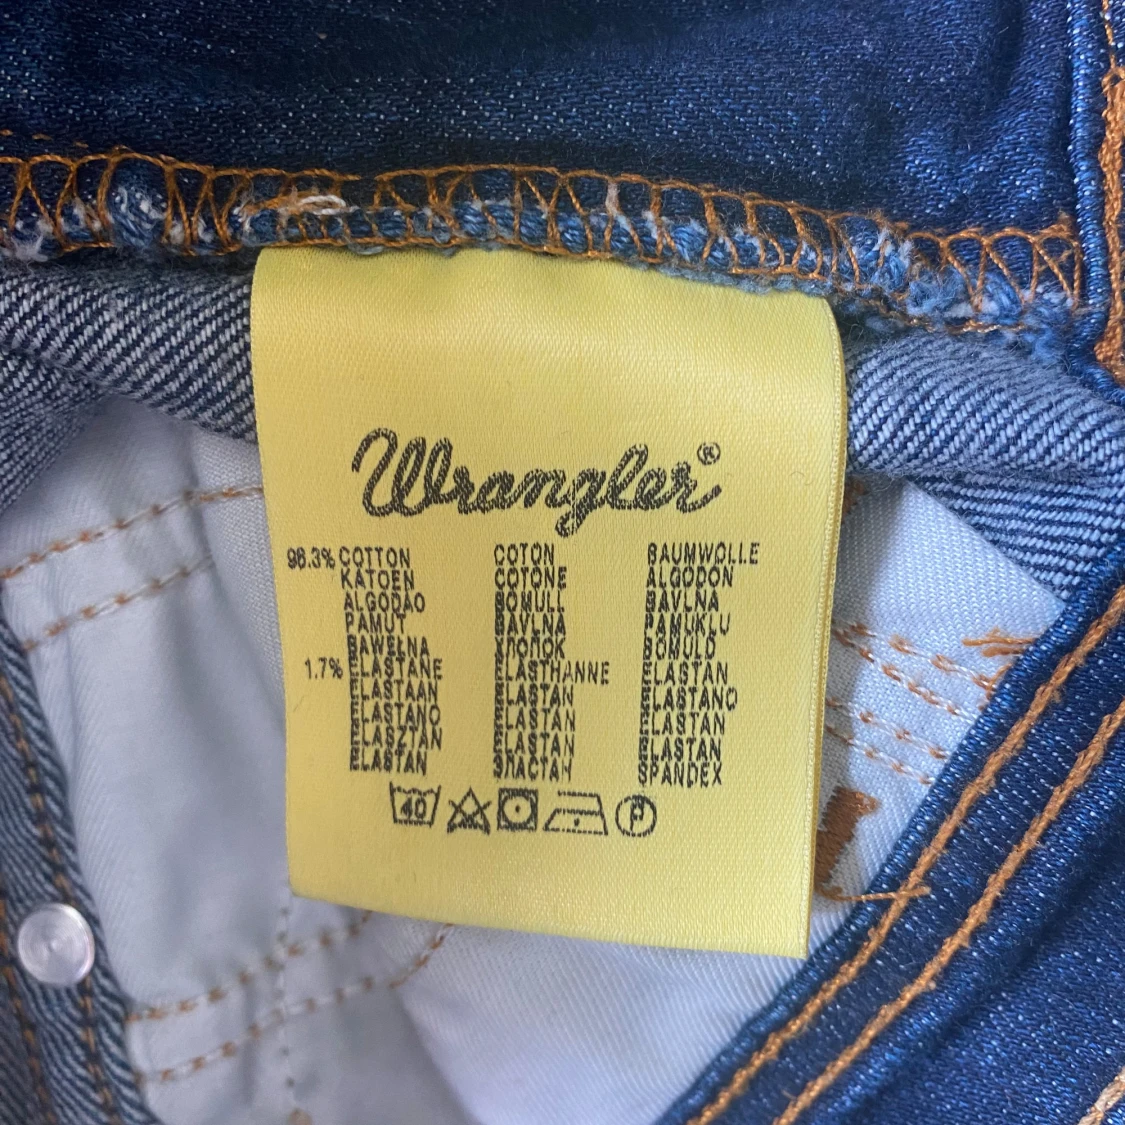 Wrangler®
98.3% COTTON COTON BAUMWOLLE
KATOEN COTONE ALGODON
ALGODAO BOMULL BAVLNA
PAMUT BAVLNA PAMUKLU
BAWEŁNA ХЛОПОК BOMULD
1.7% ELASTANE ELASTHANNE ELASTAN
ELASTAAN ELASTAN ELASTANO
ELASTANO ELASTAN ELASTAN
ELASZTAN ELASTAN ELASTAN
ELASTAN ЭЛАСТАН SPANDEX
40 P